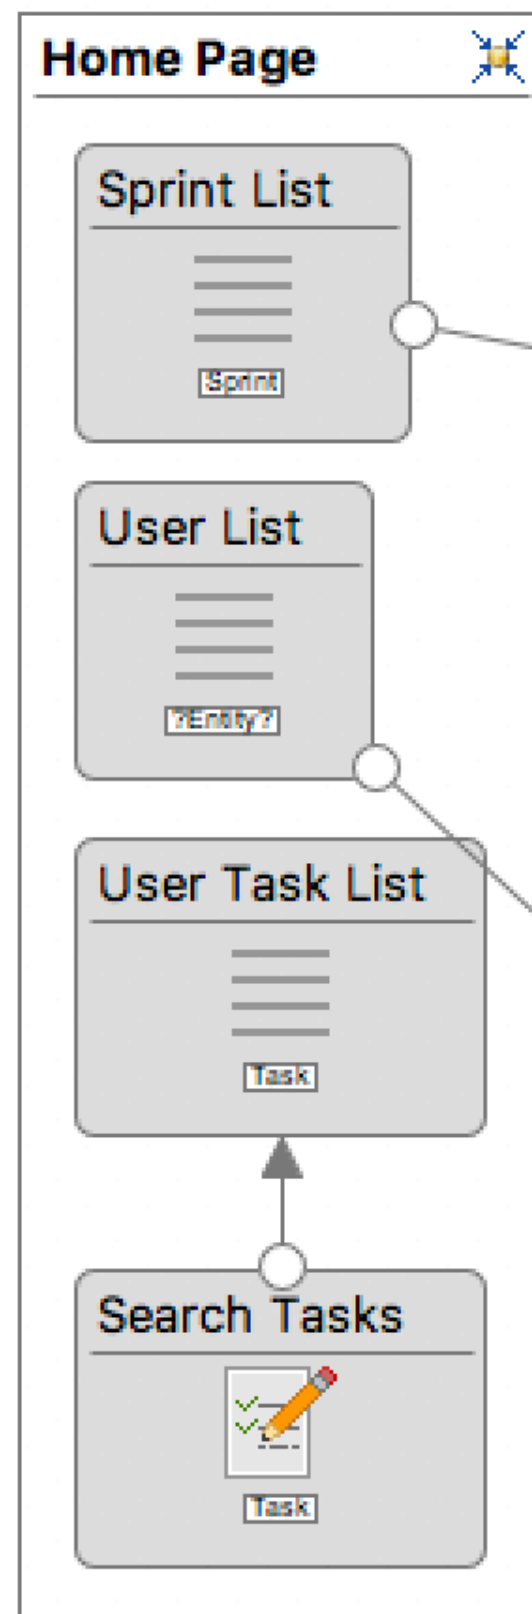 Home Page
Sprint List
Sprint
User List
?Entity?
User Task List
Task
Search Tasks
Task